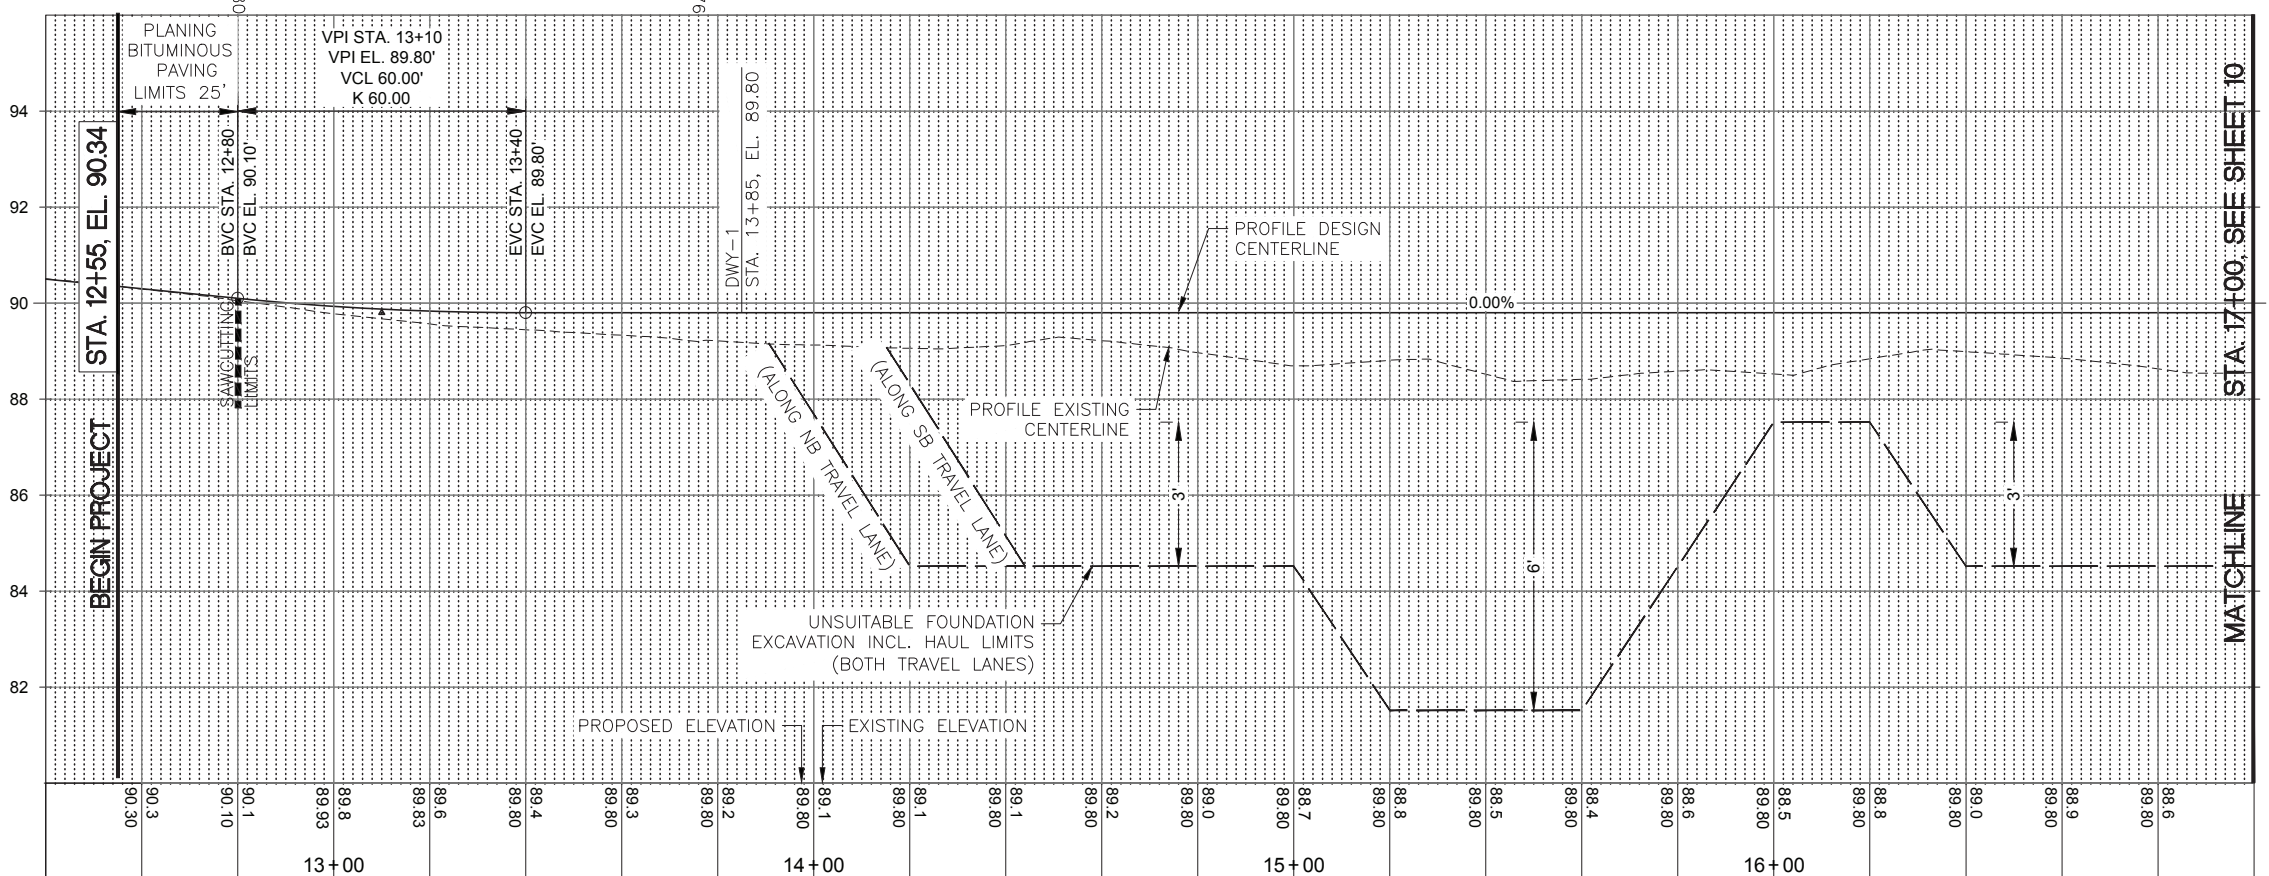 PLANING
BITUMINOUS
PAVING
LIMITS 25'
VPI STA. 13+10
VPI EL. 89.80'
VCL 60.00'
K 60.00
94
92
90
88
86
84
82
BEGIN PROJECT STA. 12+55, EL. 90.34
BVC STA. 12+80
BVC EL. 90.10'
SAWCUTTING
LIMITS
EVC STA. 13+40
EVC EL. 89.80'
DWY-1
STA. 13+85, EL. 89.80
PROFILE DESIGN
CENTERLINE
0.00%
(ALONG NB TRAVEL LANE)
(ALONG SB TRAVEL LANE)
PROFILE EXISTING
CENTERLINE
3'
6'
3'
UNSUITABLE FOUNDATION
EXCAVATION INCL. HAUL LIMITS
(BOTH TRAVEL LANES)
PROPOSED ELEVATION
EXISTING ELEVATION
MATCHLINE STA. 17+00, SEE SHEET 10
90.30
90.3
90.10
90.1
89.93
89.8
89.83
89.6
89.80
89.4
89.80
89.3
89.80
89.2
89.80
89.1
89.80
89.1
89.80
89.1
89.80
89.2
89.80
89.0
89.80
88.7
89.80
88.8
89.80
88.5
89.80
88.4
89.80
88.6
89.80
88.5
89.80
88.8
89.80
89.0
89.80
88.9
89.80
88.6
13+00
14+00
15+00
16+00